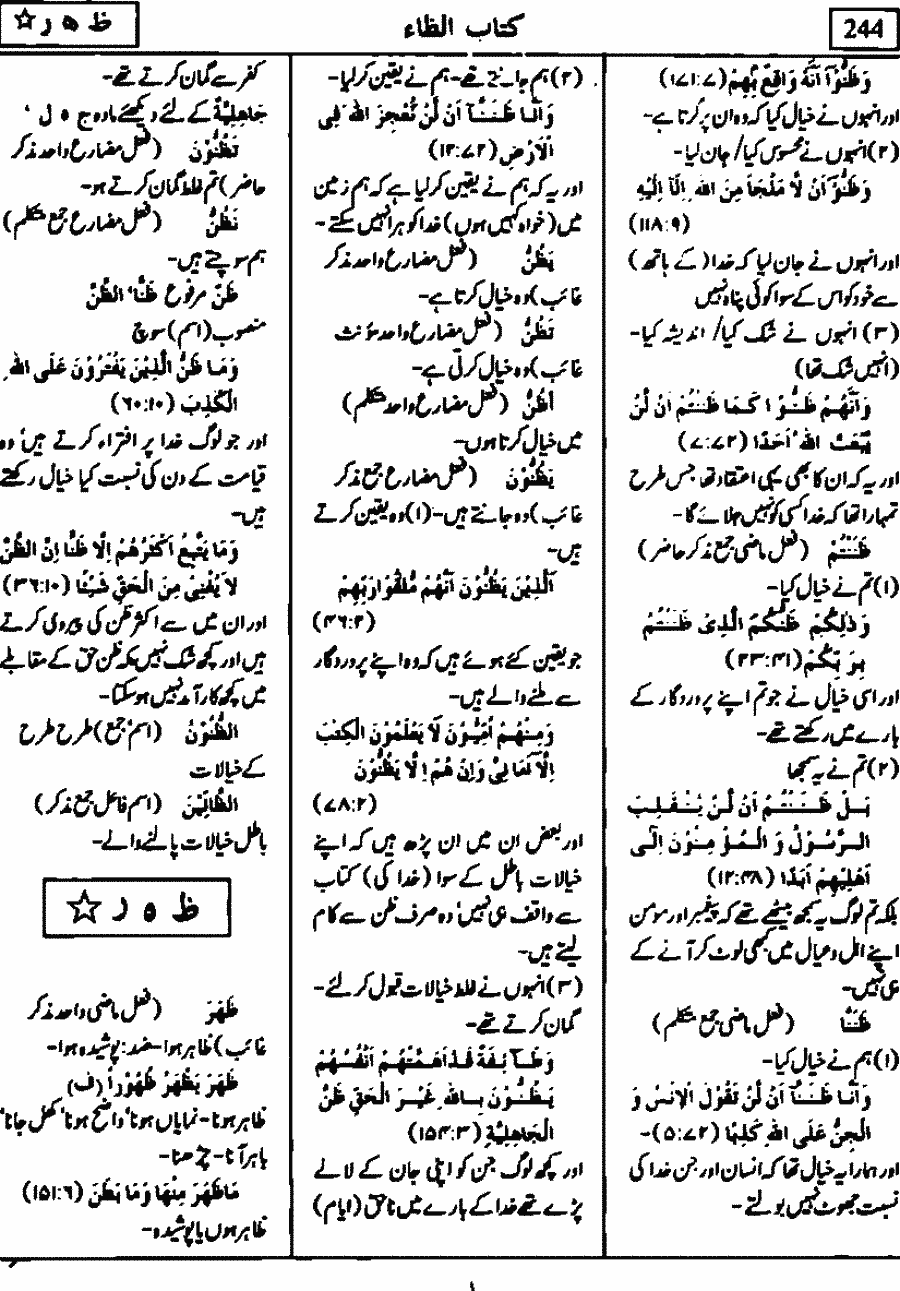 244
کتاب الظاء
ظ ھ ر ☆
وَظَنُّوْآ اَنَّهٗ وَاقِعٌ بِهِمْ (۷:۱۷۱)
اور انہوں نے خیال کیا کہ وہ ان پر گرتا ہے۔
(۲) انہوں نے محسوس کیا / جان لیا۔
وَظَنُّوْآ اَنْ لَّا مَلْجَاَ مِنَ اللّٰهِ اِلَّآ اِلَيْهِ
(۹:۱۱۸)
اور انہوں نے جان لیا کہ خدا (کے ہاتھ)
سے خود کو اس کے سوا کوئی پناہ نہیں
(۳) انہوں نے شک کیا / اندیشہ کیا۔
(انہیں شک تھا)
وَاَنَّهُمْ ظَنُّوْا كَمَا ظَنَنْتُمْ اَنْ لَّنْ
يَّبْعَثَ اللّٰهُ اَحَدًا (۷۲:۷)
اور یہ کہ ان کا بھی یہی اعتقاد تھا جس طرح
تمہارا تھا کہ خدا کسی کو نہیں جلائے گا۔
ظَنَنْتُمْ (فعل ماضی جمع مذکر حاضر)
(۱) تم نے خیال کیا۔
وَذٰلِكُمْ ظَنُّكُمُ الَّذِىْ ظَنَنْتُمْ
بِرَبِّكُمْ (۴۱:۲۳)
اور اسی خیال نے جو تم اپنے پروردگار کے
بارے میں رکھتے تھے۔
(۲) تم نے یہ سمجھا
بَلْ ظَنَنْتُمْ اَنْ لَّنْ يَّنْقَلِبَ
الرَّسُوْلُ وَ الْمُؤْمِنُوْنَ اِلٰٓى
اَهْلِيْهِمْ اَبَدًا (۴۸:۱۲)
بلکہ تم لوگ یہ سمجھ بیٹھے تھے کہ پیغمبر اور مومن
اپنے اہل و عیال میں کبھی لوٹ کر آنے کے
ہی نہیں۔
ظَنَنَّا (فعل ماضی جمع متکلم)
(۱) ہم نے خیال کیا۔
وَاَنَّا ظَنَنَّآ اَنْ لَّنْ تَقُوْلَ الْاِنْسُ وَ
الْجِنُّ عَلَى اللّٰهِ كَذِبًا (۷۲:۵)۔
اور ہمارا یہ خیال تھا کہ انسان اور جن خدا کی
نسبت جھوٹ نہیں بولتے۔
(۲) ہم جانتے تھے۔ ہم نے یقین کر لیا۔
وَاَنَّا ظَنَنَّآ اَنْ لَّنْ نُّعْجِزَ اللّٰهَ فِى
الْاَرْضِ (۷۲:۱۲)
اور یہ کہ ہم نے یقین کر لیا ہے کہ ہم زمین
میں (خواہ کہیں ہوں) خدا کو ہرا نہیں سکتے۔
يَظُنُّ (فعل مضارع واحد مذکر
غائب) وہ خیال کرتا ہے۔
تَظُنُّ (فعل مضارع واحد مؤنث
غائب) وہ خیال کرتی ہے۔
اَظُنُّ (فعل مضارع واحد متکلم)
میں خیال کرتا ہوں۔
يَظُنُّوْنَ (فعل مضارع جمع مذکر
غائب) وہ جانتے ہیں۔ (۱) وہ یقین کرتے
ہیں۔
الَّذِيْنَ يَظُنُّوْنَ اَنَّهُمْ مُّلٰقُوْا رَبِّهِمْ
(۲:۴۶)
جو یقین کئے ہوئے ہیں کہ وہ اپنے پروردگار
سے ملنے والے ہیں۔
وَمِنْهُمْ اُمِّيُّوْنَ لَا يَعْلَمُوْنَ الْكِتٰبَ
اِلَّآ اَمَانِىَّ وَاِنْ هُمْ اِلَّا يَظُنُّوْنَ
(۲:۷۸)
اور بعض ان میں ان پڑھ ہیں کہ اپنے
خیالات باطل کے سوا (خدا کی) کتاب
سے واقف ہی نہیں' وہ صرف ظن سے کام
لیتے ہیں۔
(۳) انہوں نے غلط خیالات قبول کر لئے۔
گمان کرتے تھے۔
وَطَآئِفَةٌ قَدْ اَهَمَّتْهُمْ اَنْفُسُهُمْ
يَظُنُّوْنَ بِاللّٰهِ غَيْرَ الْحَقِّ ظَنَّ
الْجَاهِلِيَّةِ (۳:۱۵۴)
اور کچھ لوگ جن کو اپنی جان کے لالے
پڑے تھے خدا کے بارے میں ناحق (ایام)
کفر سے گمان کرتے تھے۔
جَاهِلِيَّةٌ کے لئے دیکھئے مادہ ج ہ ل '
تَظُنُّوْنَ (فعل مضارع واحد مذکر
حاضر) تم غلط گمان کرتے ہو۔
نَظُنُّ (فعل مضارع جمع متکلم)
ہم سوچتے ہیں۔
ظَنٌّ مرفوع ظَنًّا' الظَّنَّ
منصوب (اسم) سوچ
وَمَا ظَنُّ الَّذِيْنَ يَفْتَرُوْنَ عَلَى اللّٰهِ
الْكَذِبَ (۱۰:۶۰)
اور جو لوگ خدا پر افتراء کرتے ہیں' وہ
قیامت کے دن کی نسبت کیا خیال رکھتے
ہیں۔
وَمَا يَتَّبِعُ اَكْثَرُهُمْ اِلَّا ظَنًّا اِنَّ الظَّنَّ
لَا يُغْنِىْ مِنَ الْحَقِّ شَيْئًا (۱۰:۳۶)
اور ان میں سے اکثر ظن کی پیروی کرتے
ہیں اور کچھ شک نہیں کہ ظن حق کے مقابلے
میں کچھ کار آمد نہیں ہو سکتا۔
الظُّنُوْنُ (اسم' جمع) طرح طرح
کے خیالات
الظَّآنِّيْنَ (اسم فاعل جمع مذکر)
باطل خیالات پالنے والے۔
ظ ہ ر ☆
ظَهَرَ (فعل ماضی واحد مذکر
غائب) ظاہر ہوا۔ ضد: پوشیدہ ہوا۔
ظَهَرَ يَظْهَرُ ظُهُوْراً (ف)
ظاہر ہونا۔ نمایاں ہونا' واضح ہونا' کھل جانا'
باہر آنا۔ چڑھنا۔
مَاظَهَرَ مِنْهَا وَمَا بَطَنَ (۶:۱۵۱)
ظاہر ہوں یا پوشیدہ۔